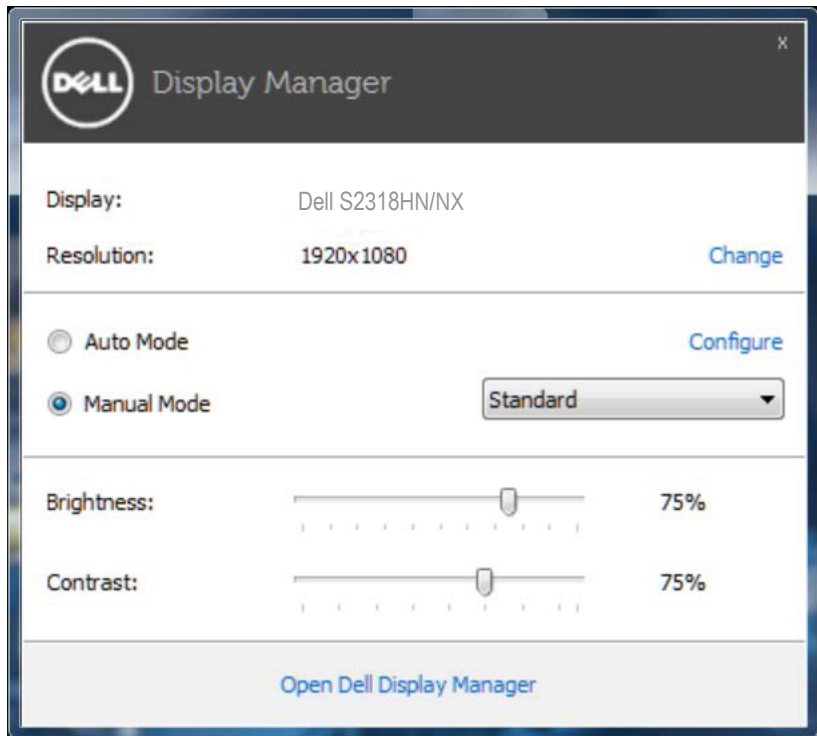 DELL Display Manager x
Display: Dell S2318HN/NX
Resolution: 1920x1080 Change
Auto Mode Configure
Manual Mode Standard
Brightness: 75%
Contrast: 75%
Open Dell Display Manager